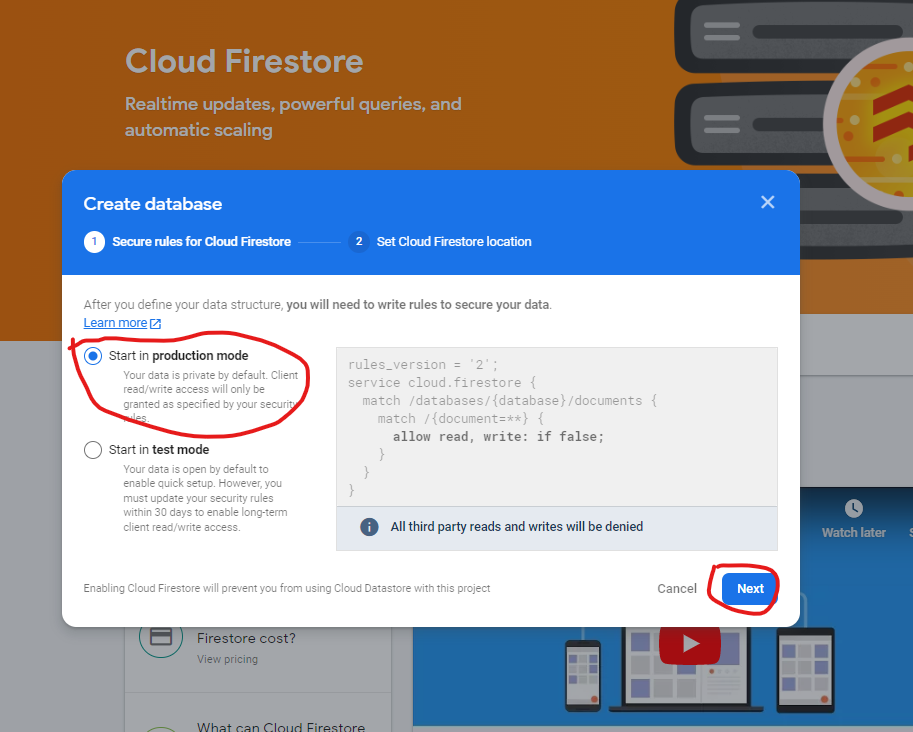 Cloud Firestore
Realtime updates, powerful queries, and
automatic scaling
Create database
1 Secure rules for Cloud Firestore 2 Set Cloud Firestore location
After you define your data structure, you will need to write rules to secure your data.
Learn more
Start in production mode
Your data is private by default. Client
read/write access will only be
granted as specified by your security
rules.
Start in test mode
Your data is open by default to
enable quick setup. However, you
must update your security rules
within 30 days to enable long-term
client read/write access.
rules_version = '2';
service cloud.firestore {
match /databases/{database}/documents {
match /{document=**} {
allow read, write: if false;
}
}
}
All third party reads and writes will be denied
Enabling Cloud Firestore will prevent you from using Cloud Datastore with this project
Cancel
Next
Watch later
Firestore cost?
View pricing
What can Cloud Firestore